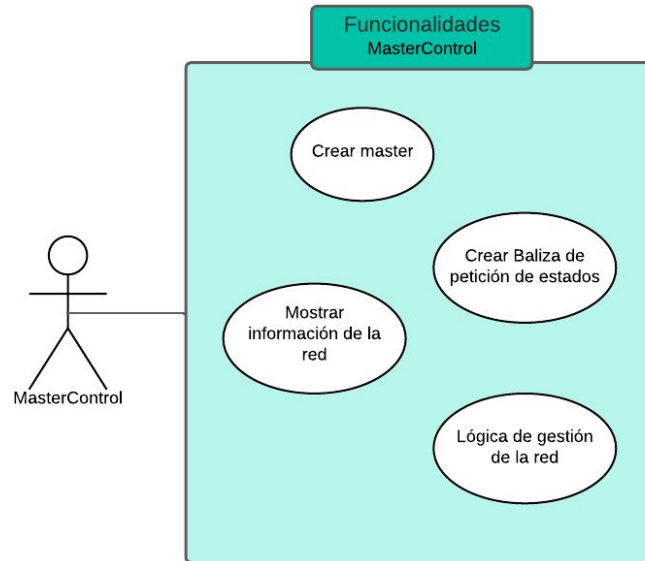 Funcionalidades
MasterControl
Crear master
Crear Baliza de
petición de estados
Mostrar
información de la
red
MasterControl
Lógica de gestión
de la red